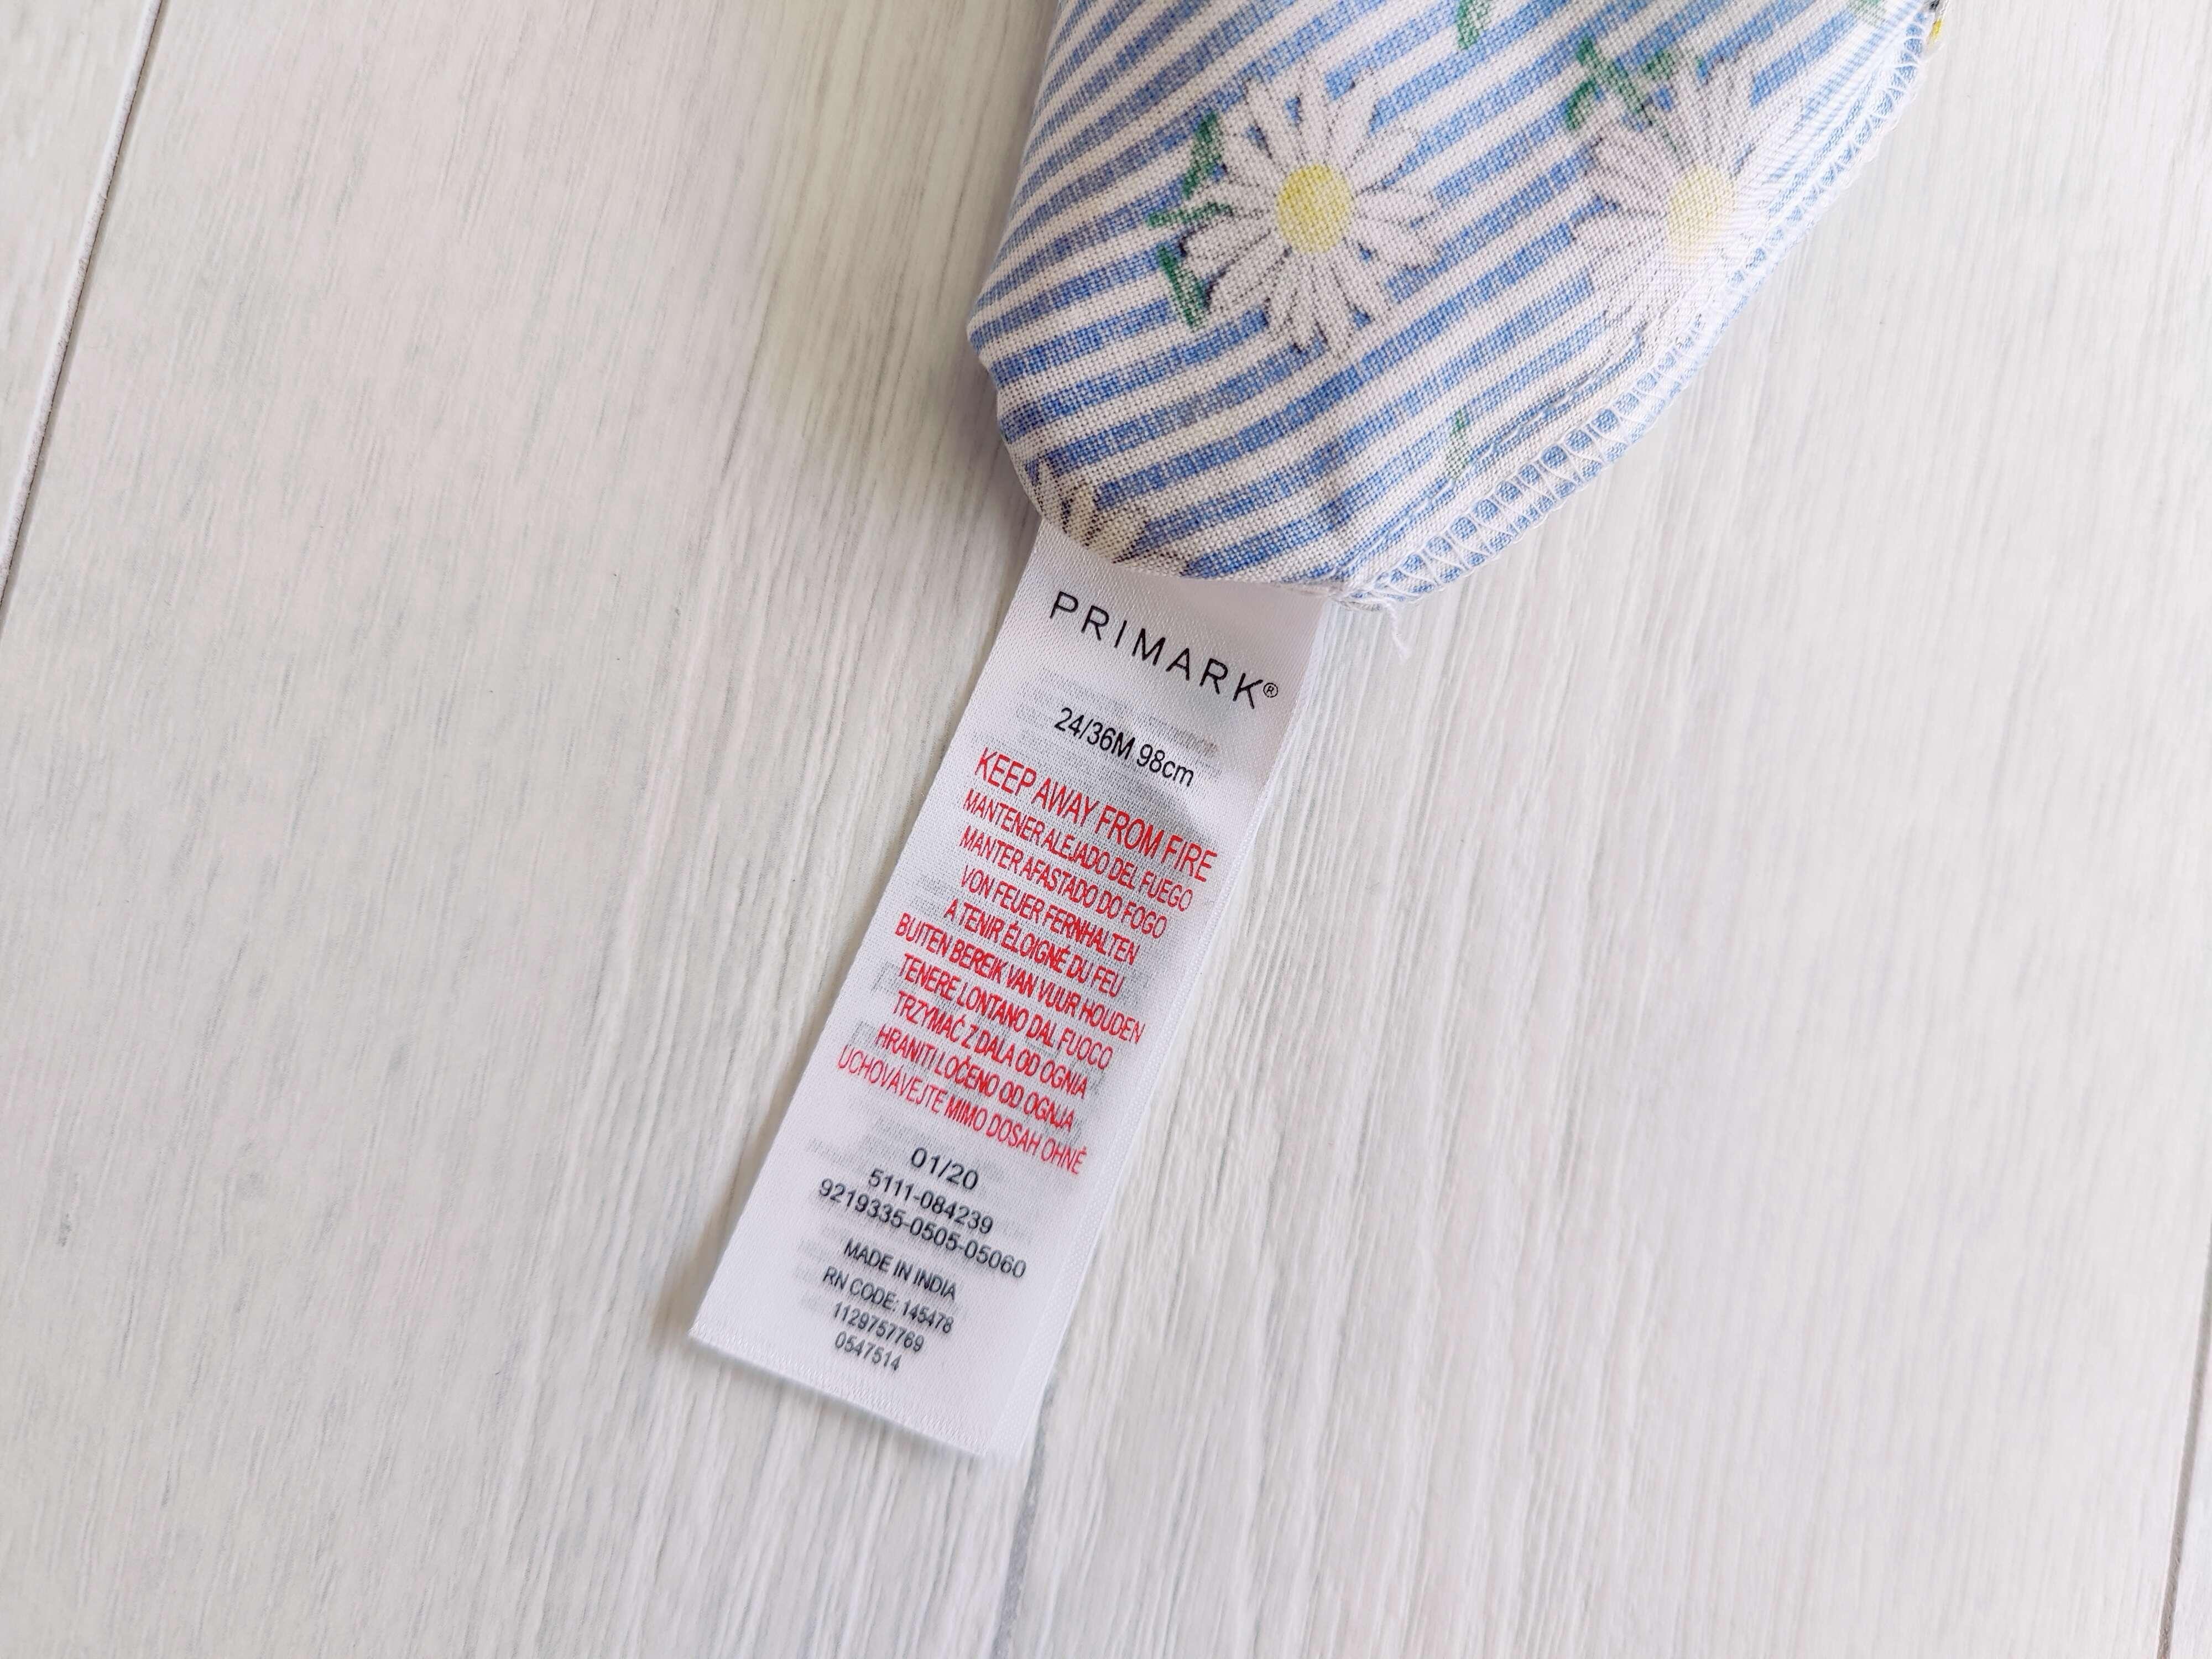 PRIMARK®
24/36M 98cm
KEEP AWAY FROM FIRE
MANTENER ALEJADO DEL FUEGO
MANTER AFASTADO DO FOGO
VON FEUER FERNHALTEN
A TENIR ÉLOIGNÉ DU FEU
BUITEN BEREIK VAN VUUR HOUDEN
TENERE LONTANO DAL FUOCO
TRZYMAĆ Z DALA OD OGNIA
HRANITI LOČENO OD OGNJA
UCHOVÁVEJTE MIMO DOSAH OHNĚ
01/20
5111-084239
9219335-0505-05060
MADE IN INDIA
RN CODE: 145478
1129757769
0547514